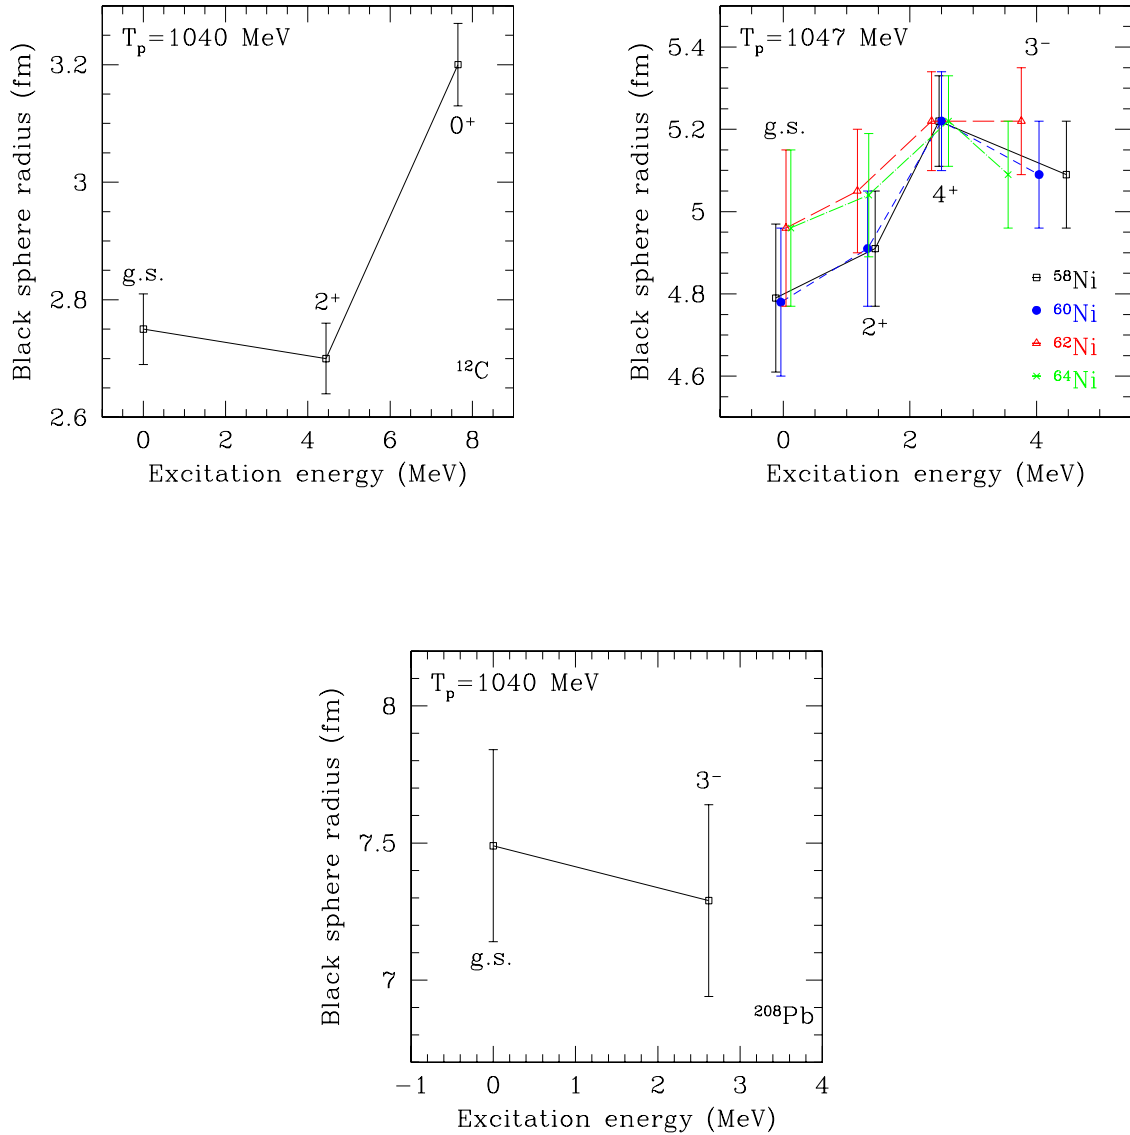 T_p=1040 MeV
Black sphere radius (fm)
3.2
3
2.8
2.6
g.s.
2⁺
0⁺
¹²C
0 2 4 6 8
Excitation energy (MeV)
T_p=1047 MeV
Black sphere radius (fm)
5.4
5.2
5
4.8
4.6
3⁻
g.s.
4⁺
2⁺
⁵⁸Ni
⁶⁰Ni
⁶²Ni
⁶⁴Ni
0 2 4
Excitation energy (MeV)
T_p=1040 MeV
Black sphere radius (fm)
8
7.5
7
3⁻
g.s.
²⁰⁸Pb
−1 0 1 2 3 4
Excitation energy (MeV)